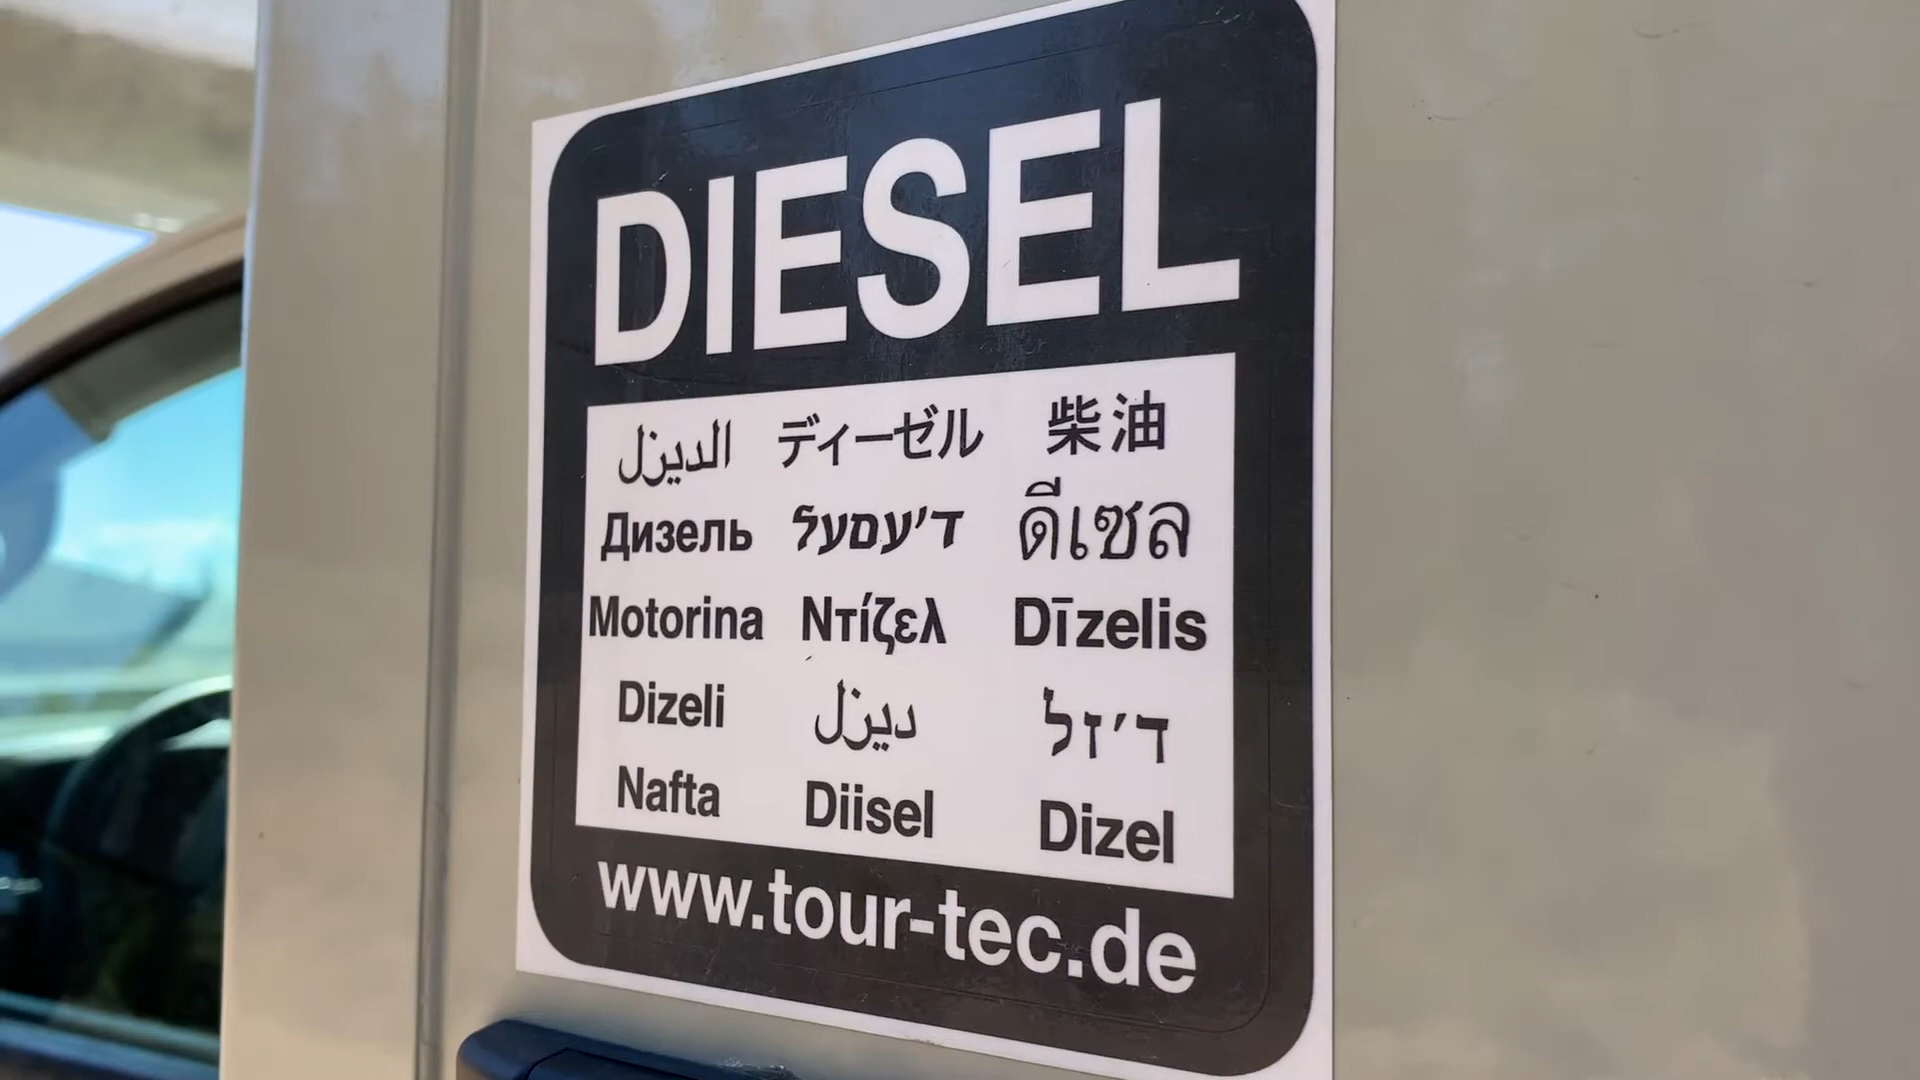 DIESEL
الديزل ディーゼル 柴油
Дизель ד'עסעל ดีเซล
Motorina Ντίζελ Dīzelis
Dizeli ديزل ד'זל
Nafta Diisel Dizel
www.tour-tec.de